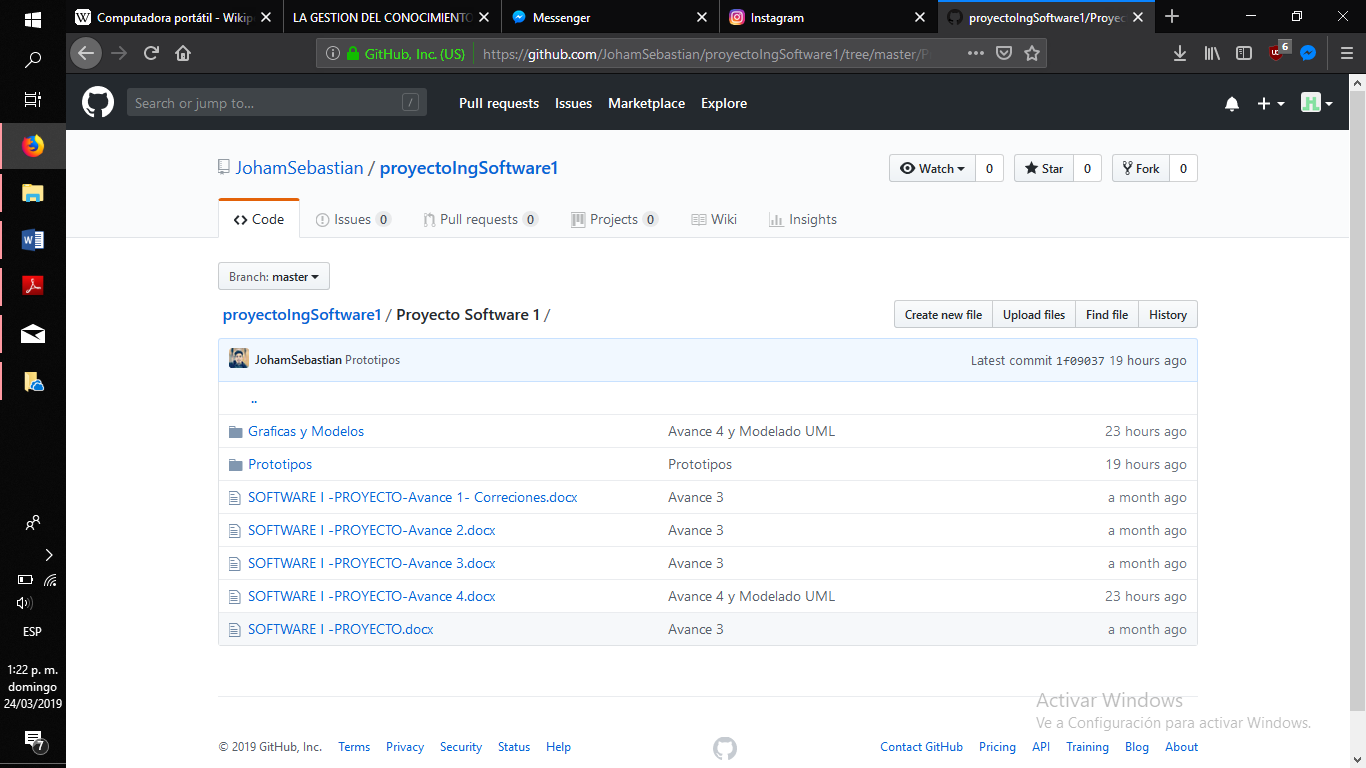 Computadora portátil - Wikip
LA GESTION DEL CONOCIMIENTO
Messenger
Instagram
proyectoIngSoftware1/Proyec
GitHub, Inc. (US)
https://github.com/JohamSebastian/proyectoIngSoftware1/tree/master/P
6
Search or jump to...
/
Pull requests
Issues
Marketplace
Explore
JohamSebastian / proyectoIngSoftware1
Watch 0
Star 0
Fork 0
Code
Issues 0
Pull requests 0
Projects 0
Wiki
Insights
Branch: master
proyectoIngSoftware1 / Proyecto Software 1 /
Create new file
Upload files
Find file
History
JohamSebastian Prototipos
Latest commit 1f09037 19 hours ago
..
Graficas y Modelos Avance 4 y Modelado UML 23 hours ago
Prototipos Prototipos 19 hours ago
SOFTWARE I -PROYECTO-Avance 1- Correciones.docx Avance 3 a month ago
SOFTWARE I -PROYECTO-Avance 2.docx Avance 3 a month ago
SOFTWARE I -PROYECTO-Avance 3.docx Avance 3 a month ago
SOFTWARE I -PROYECTO-Avance 4.docx Avance 4 y Modelado UML 23 hours ago
SOFTWARE I -PROYECTO.docx Avance 3 a month ago
Activar Windows
Ve a Configuración para activar Windows.
© 2019 GitHub, Inc.
Terms
Privacy
Security
Status
Help
Contact GitHub
Pricing
API
Training
Blog
About
ESP
1:22 p. m.
domingo
24/03/2019
7